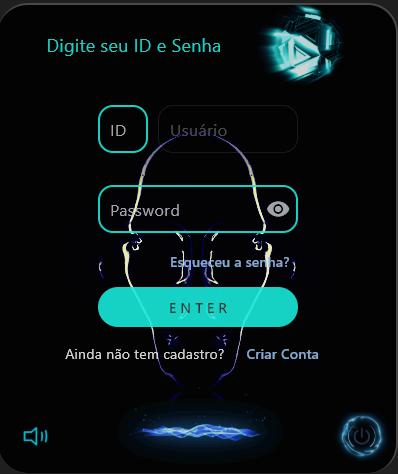 Digite seu ID e Senha
ID Usuário
Password
Esqueceu a senha?
ENTER
Ainda não tem cadastro? Criar Conta